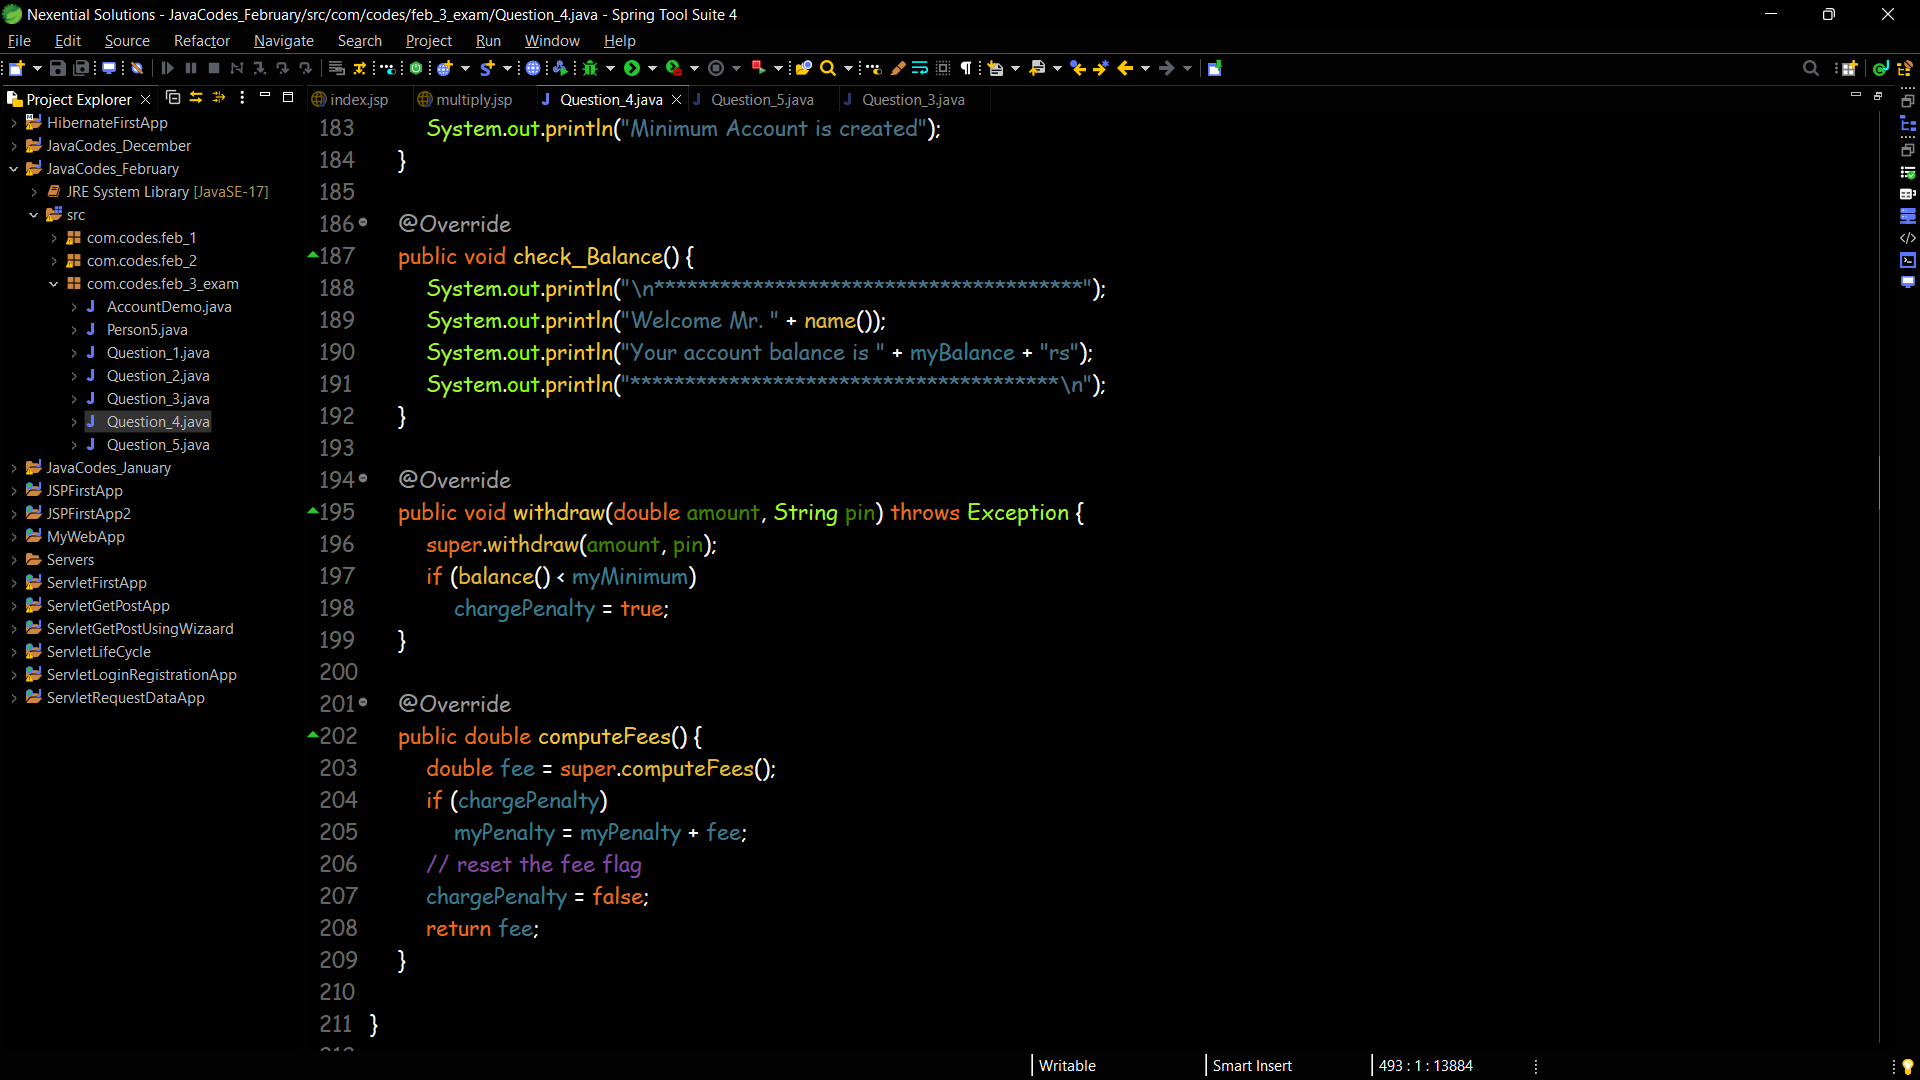 Nexential Solutions - JavaCodes_February/src/com/codes/feb_3_exam/Question_4.java - Spring Tool Suite 4
File Edit Source Refactor Navigate Search Project Run Window Help
Project Explorer
index.jsp multiply.jsp Question_4.java Question_5.java Question_3.java
HibernateFirstApp
JavaCodes_December
JavaCodes_February
JRE System Library [JavaSE-17]
src
com.codes.feb_1
com.codes.feb_2
com.codes.feb_3_exam
AccountDemo.java
Person5.java
Question_1.java
Question_2.java
Question_3.java
Question_4.java
Question_5.java
JavaCodes_January
JSPFirstApp
JSPFirstApp2
MyWebApp
Servers
ServletFirstApp
ServletGetPostApp
ServletGetPostUsingWizaard
ServletLifeCycle
ServletLoginRegistrationApp
ServletRequestDataApp
183 System.out.println("Minimum Account is created");
184 }
185
186 @Override
187 public void check_Balance() {
188 System.out.println("\n***************************************");
189 System.out.println("Welcome Mr. " + name());
190 System.out.println("Your account balance is " + myBalance + "rs");
191 System.out.println("***************************************\n");
192 }
193
194 @Override
195 public void withdraw(double amount, String pin) throws Exception {
196 super.withdraw(amount, pin);
197 if (balance() < myMinimum)
198 chargePenalty = true;
199 }
200
201 @Override
202 public double computeFees() {
203 double fee = super.computeFees();
204 if (chargePenalty)
205 myPenalty = myPenalty + fee;
206 // reset the fee flag
207 chargePenalty = false;
208 return fee;
209 }
210
211 }
Writable Smart Insert 493 : 1 : 13884